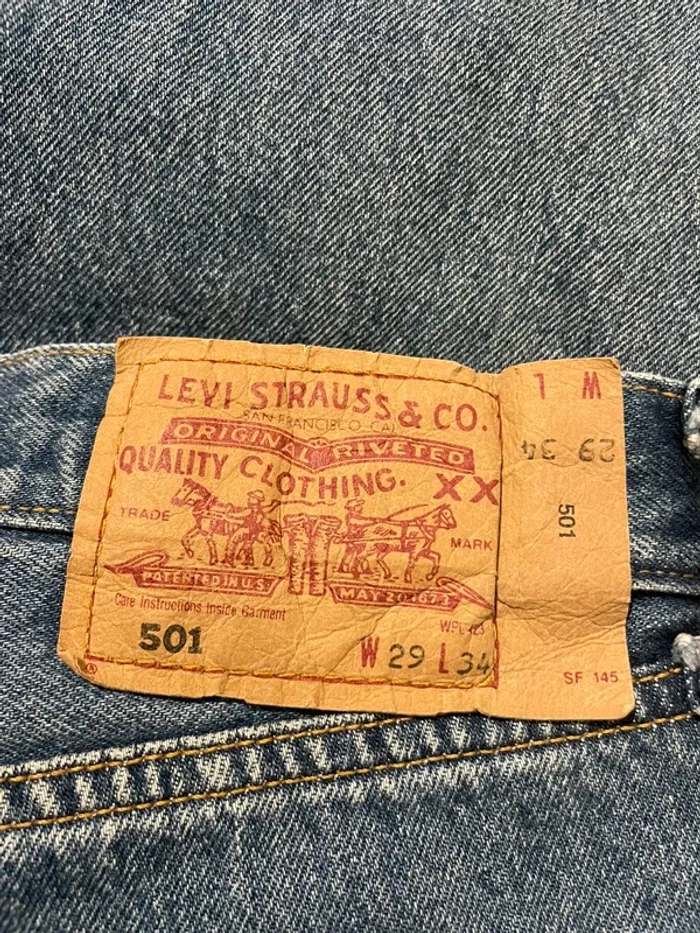 LEVI STRAUSS & CO.
SAN FRANCISCO, CAL
ORIGINAL RIVETED
QUALITY CLOTHING. XX
TRADE MARK
PATENTED IN U.S. MAY 20 1873
Care Instructions Inside Garment
WPL 423
501
W 29 L 34
®
SF 145
W L
29 34
501